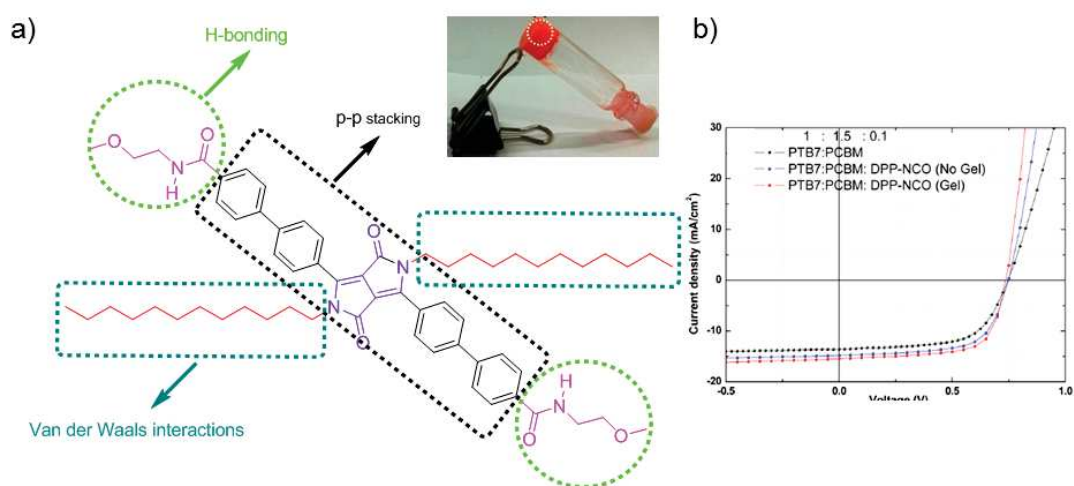 a)
H-bonding
p-p stacking
O
O
N
H
O
N
N
O
Van der Waals interactions
H
N
O
O
b)
1 : 1.5 : 0.1
PTB7:PCBM
PTB7:PCBM: DPP-NCO (No Gel)
PTB7:PCBM: DPP-NCO (Gel)
Current density (mA/cm²)
30
20
10
0
-10
-20
-0.5
0.0
0.5
1.0
Voltage (V)